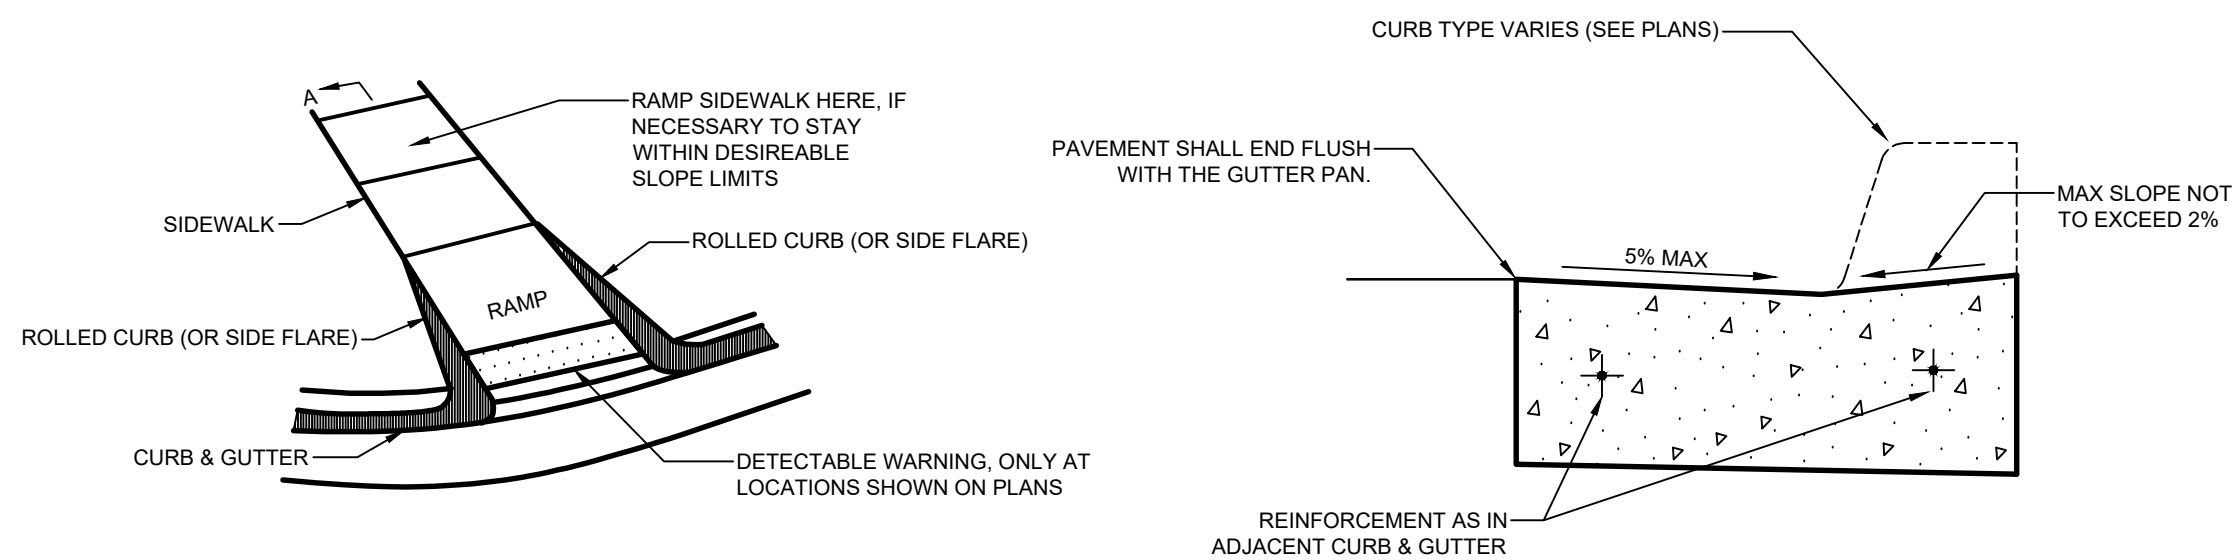 A
RAMP SIDEWALK HERE, IF
NECESSARY TO STAY
WITHIN DESIREABLE
SLOPE LIMITS
SIDEWALK
ROLLED CURB (OR SIDE FLARE)
RAMP
ROLLED CURB (OR SIDE FLARE)
CURB & GUTTER
DETECTABLE WARNING, ONLY AT
LOCATIONS SHOWN ON PLANS
CURB TYPE VARIES (SEE PLANS)
PAVEMENT SHALL END FLUSH
WITH THE GUTTER PAN.
MAX SLOPE NOT
TO EXCEED 2%
5% MAX
REINFORCEMENT AS IN
ADJACENT CURB & GUTTER